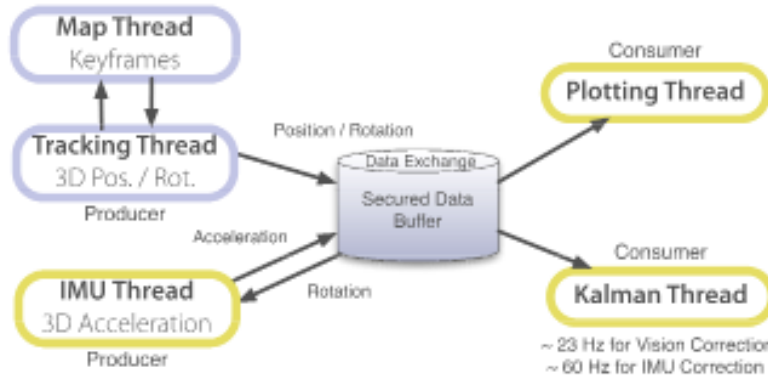 Map Thread
Keyframes
Tracking Thread
3D Pos. / Rot.
Producer
Position / Rotation
Data Exchange
Secured Data
Buffer
Acceleration
Rotation
IMU Thread
3D Acceleration
Producer
Consumer
Plotting Thread
Consumer
Kalman Thread
~ 23 Hz for Vision Correction
~ 60 Hz for IMU Correction